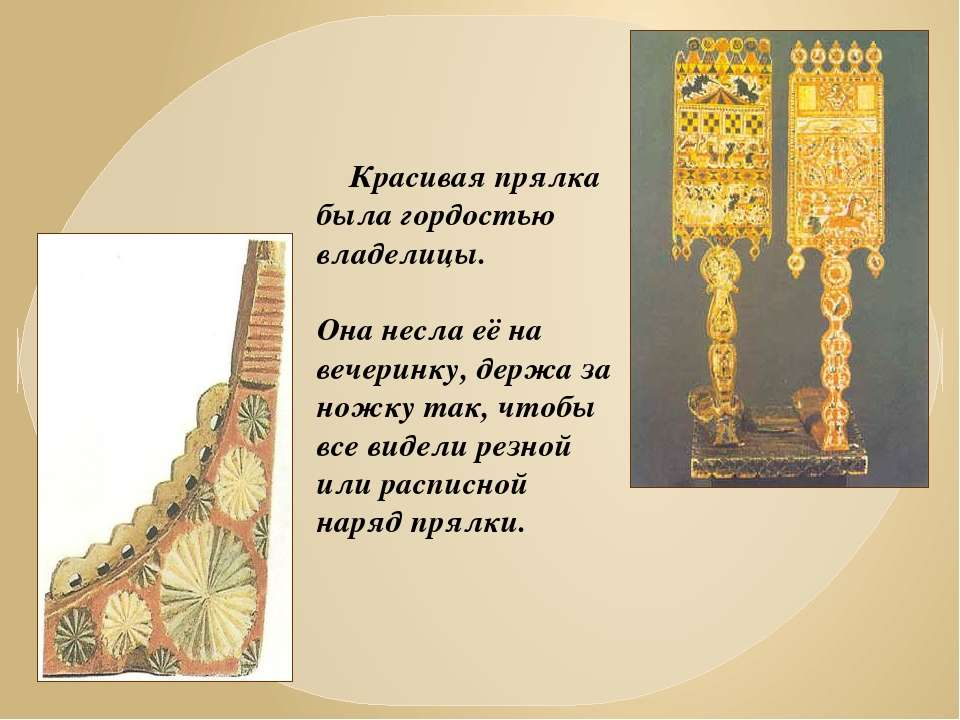 Красивая прялка
была гордостью
владелицы.
Она несла её на
вечеринку, держа за
ножку так, чтобы
все видели резной
или расписной
наряд прялки.